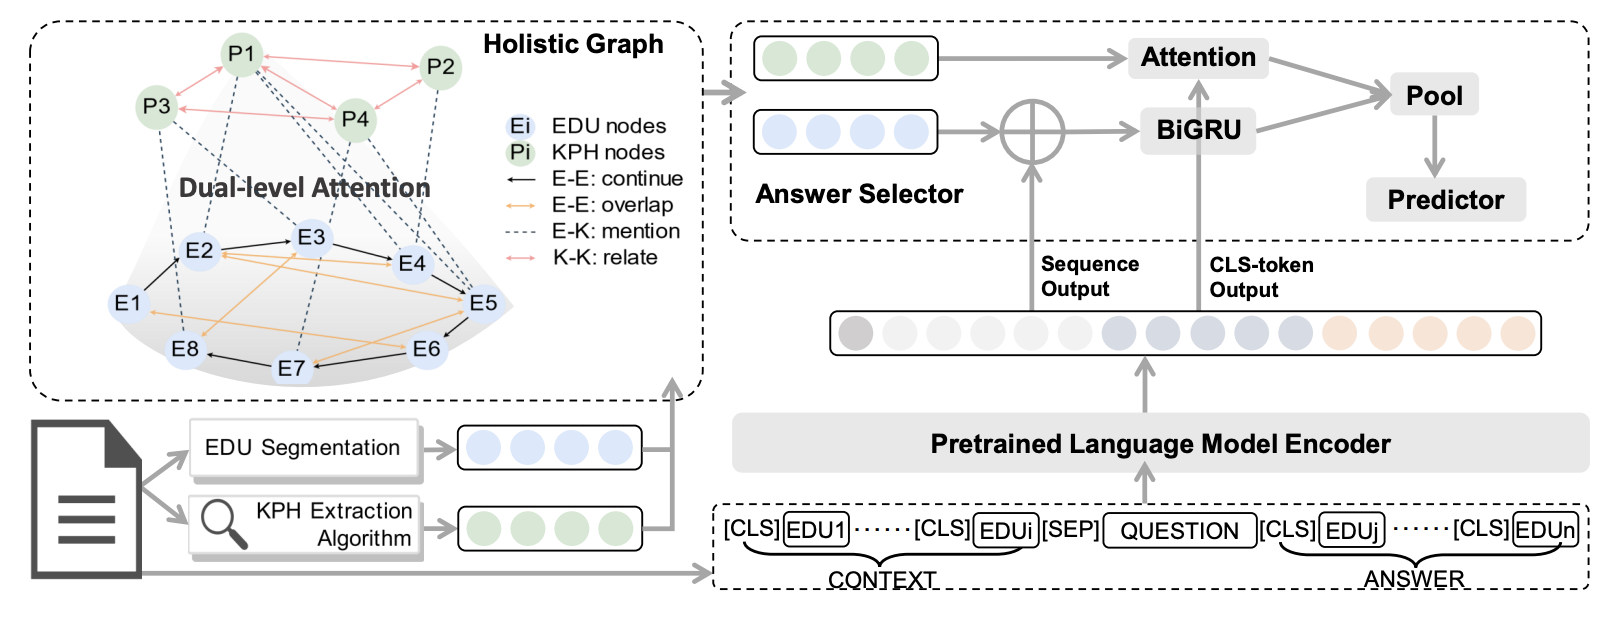 Holistic Graph
P1
P2
P3
P4
Ei EDU nodes
Pi KPH nodes
E-E: continue
E-E: overlap
E-K: mention
K-K: relate
Dual-level Attention
E1
E2
E3
E4
E5
E6
E7
E8
Attention
BiGRU
Pool
Predictor
Answer Selector
Sequence
Output
CLS-token
Output
EDU Segmentation
KPH Extraction
Algorithm
Pretrained Language Model Encoder
[CLS] EDU1 ······ [CLS] EDUi [SEP] QUESTION [CLS] EDUj ······ [CLS] EDUn
CONTEXT ANSWER